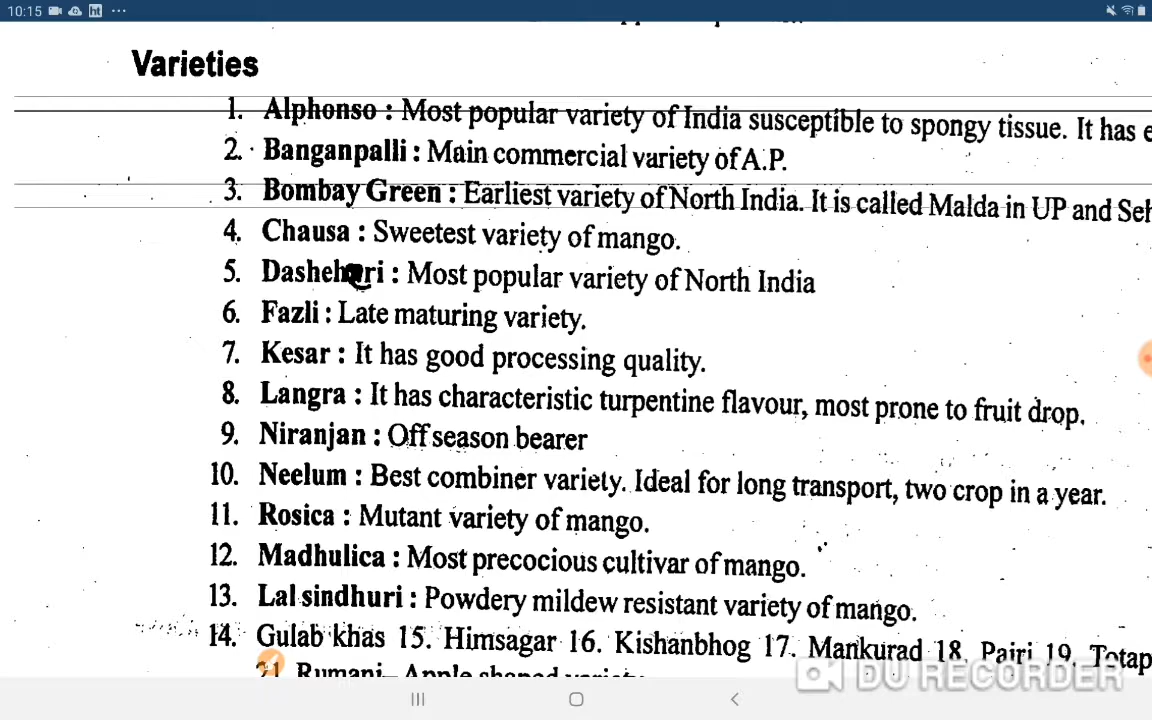 10:15
Varieties
1. Alphonso : Most popular variety of India susceptible to spongy tissue. It has
2. Banganpalli : Main commercial variety of A.P.
3. Bombay Green : Earliest variety of North India. It is called Malda in UP and
4. Chausa : Sweetest variety of mango.
5. Dashehari : Most popular variety of North India
6. Fazli : Late maturing variety.
7. Kesar : It has good processing quality.
8. Langra : It has characteristic turpentine flavour, most prone to fruit drop.
9. Niranjan : Off season bearer
10. Neelum : Best combiner variety. Ideal for long transport, two crop in a year.
11. Rosica : Mutant variety of mango.
12. Madhulica : Most precocious cultivar of mango.
13. Lal sindhuri : Powdery mildew resistant variety of mango.
14. Gulab khas 15. Himsagar 16. Kishanbhog 17. Mankurad 18. Pairi 19.
21 Rumani- Apple shaped variety
DU RECORDER